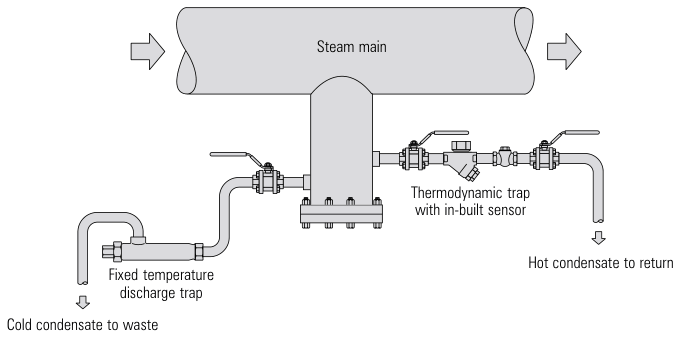 Steam main
Thermodynamic trap
with in-built sensor
Fixed temperature
discharge trap
Hot condensate to return
Cold condensate to waste